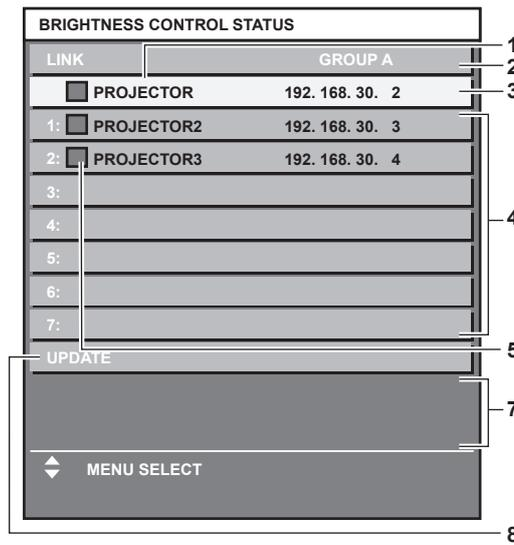 BRIGHTNESS CONTROL STATUS
LINK GROUP A
PROJECTOR 192. 168. 30. 2
1: PROJECTOR2 192. 168. 30. 3
2: PROJECTOR3 192. 168. 30. 4
3:
4:
5:
6:
7:
UPDATE
MENU SELECT
1
2
3
4
5
7
8